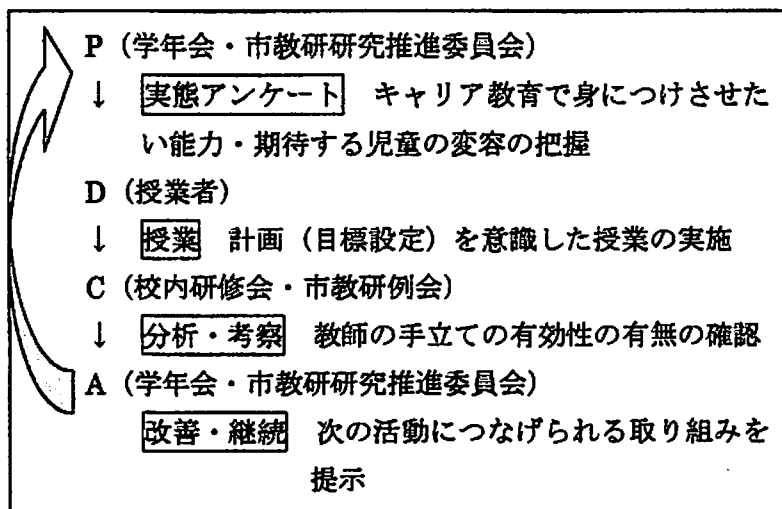 P（学年会・市教研研究推進委員会）
↓ 実態アンケート キャリア教育で身につけさせた
い能力・期待する児童の変容の把握
D（授業者）
↓ 授業 計画（目標設定）を意識した授業の実施
C（校内研修会・市教研例会）
↓ 分析・考察 教師の手立ての有効性の有無の確認
A（学年会・市教研研究推進委員会）
改善・継続 次の活動につなげられる取り組みを
提示